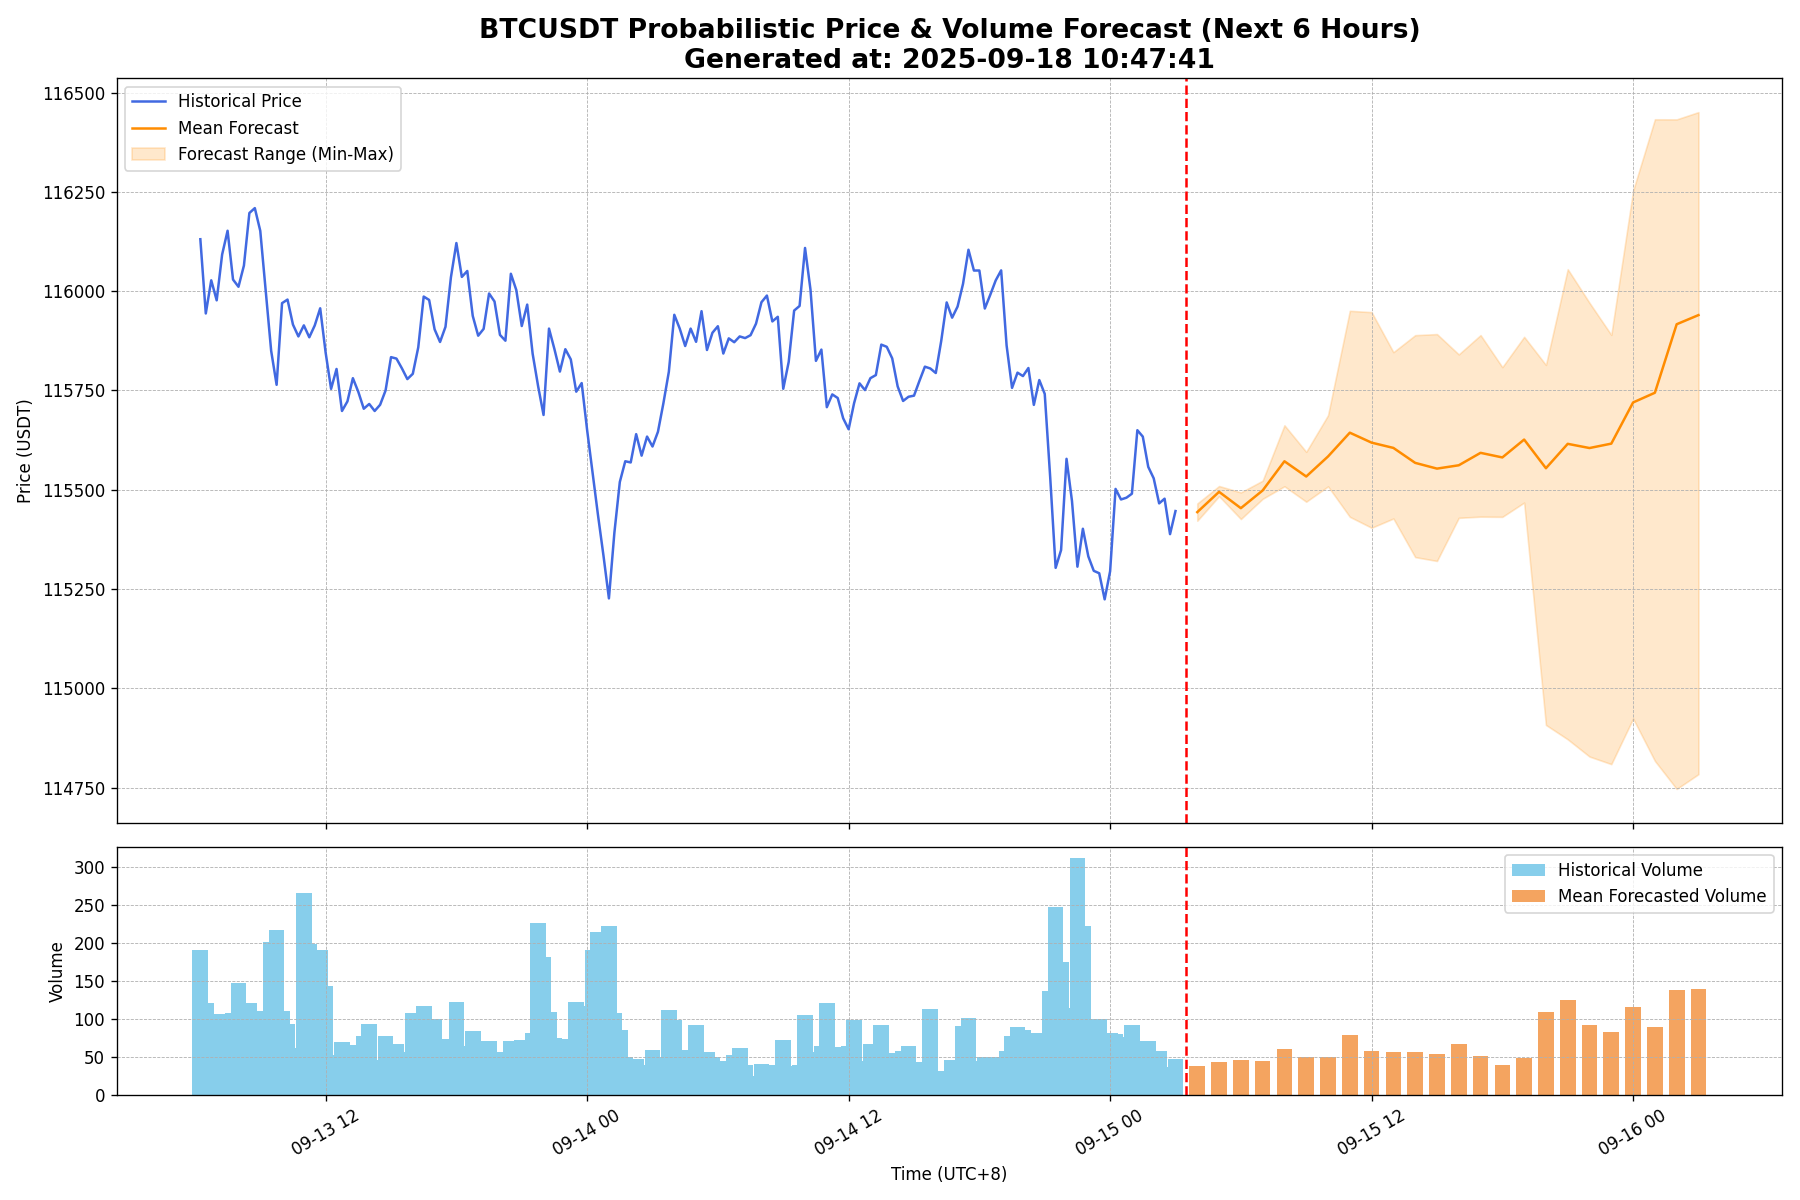 BTCUSDT Probabilistic Price & Volume Forecast (Next 6 Hours)
Generated at: 2025-09-18 10:47:41
Historical Price
Mean Forecast
Forecast Range (Min-Max)
116500
116250
116000
115750
115500
115250
115000
114750
Price (USDT)
Historical Volume
Mean Forecasted Volume
300
250
200
150
100
50
0
Volume
09-13 12
09-14 00
09-14 12
09-15 00
09-15 12
09-16 00
Time (UTC+8)